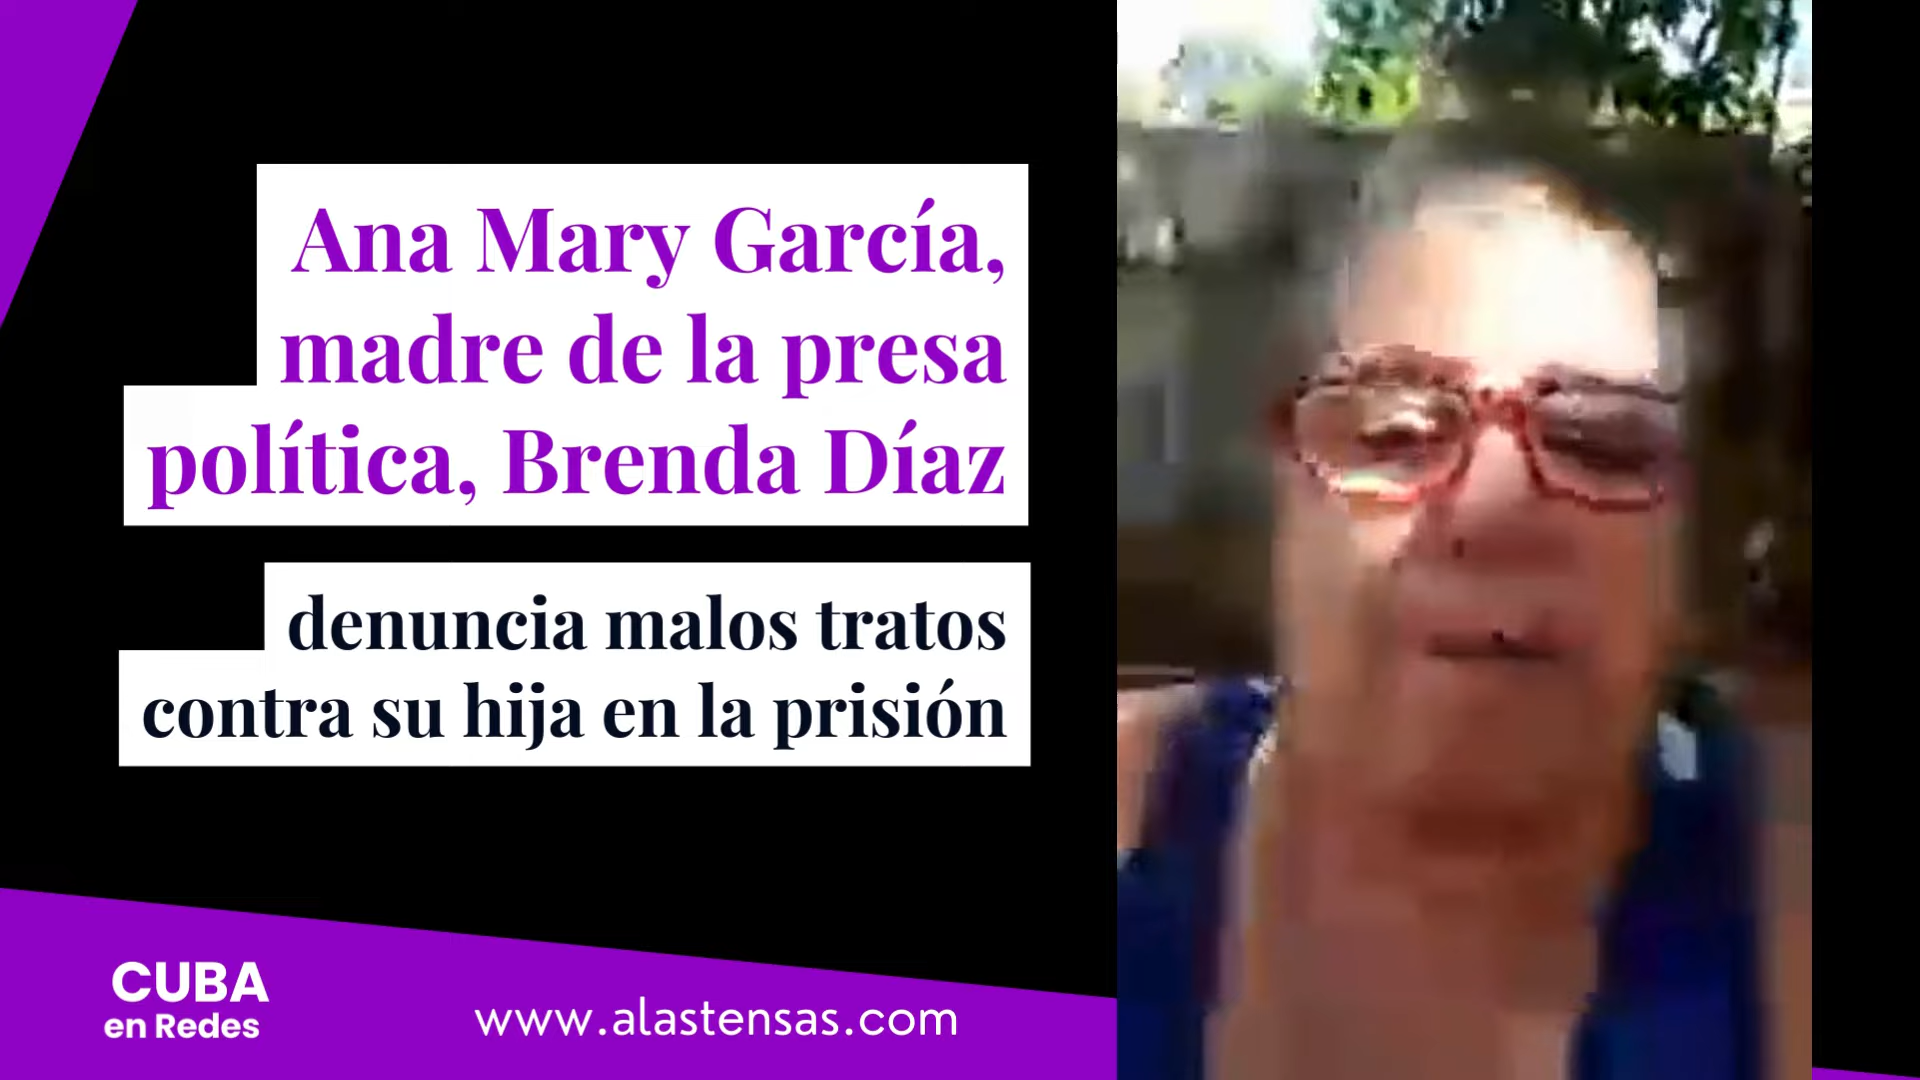 Ana Mary García,
madre de la presa
política, Brenda Díaz
denuncia malos tratos
contra su hija en la prisión
CUBA
en Redes
www.alastensas.com